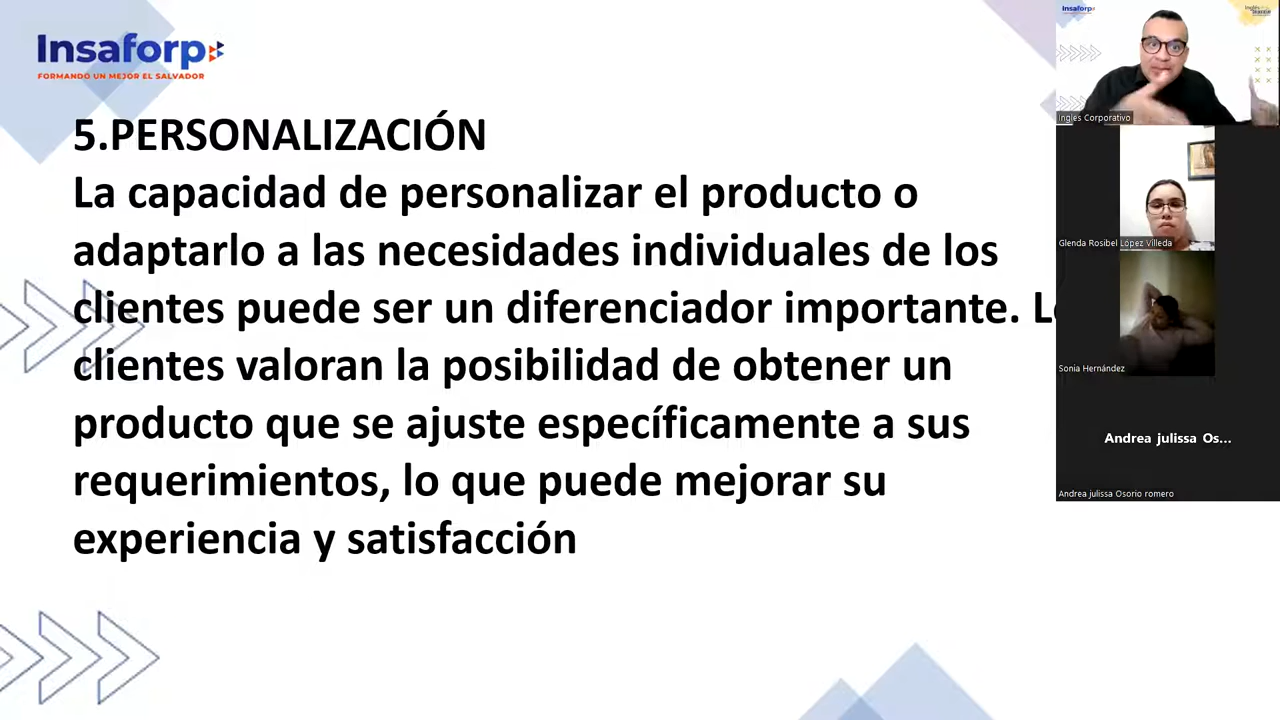 Insaforp
FORMANDO UN MEJOR EL SALVADOR
5.PERSONALIZACIÓN
La capacidad de personalizar el producto o
adaptarlo a las necesidades individuales de los
clientes puede ser un diferenciador importante. L
clientes valoran la posibilidad de obtener un
producto que se ajuste específicamente a sus
requerimientos, lo que puede mejorar su
experiencia y satisfacción
Insaforp
Ingles Corporativo
Glenda Rosibel López Villeda
Sonia Hernández
Andrea julissa Os...
Andrea julissa Osorio romero